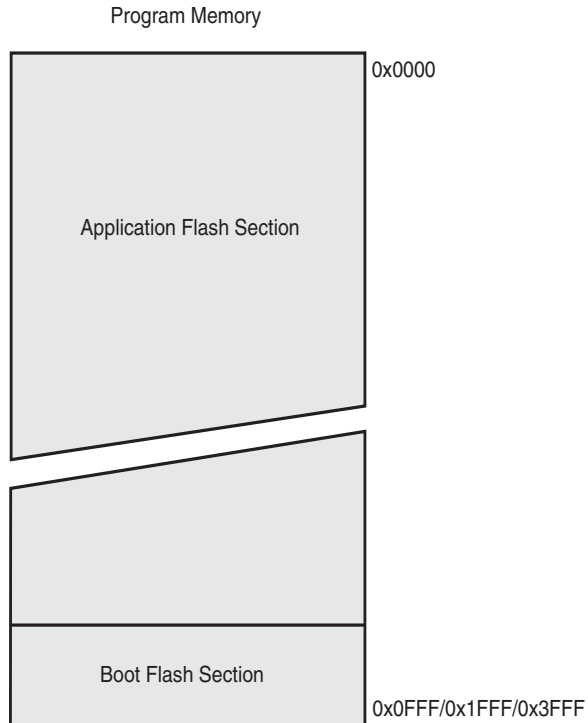 Program Memory
0x0000
Application Flash Section
Boot Flash Section
0x0FFF/0x1FFF/0x3FFF